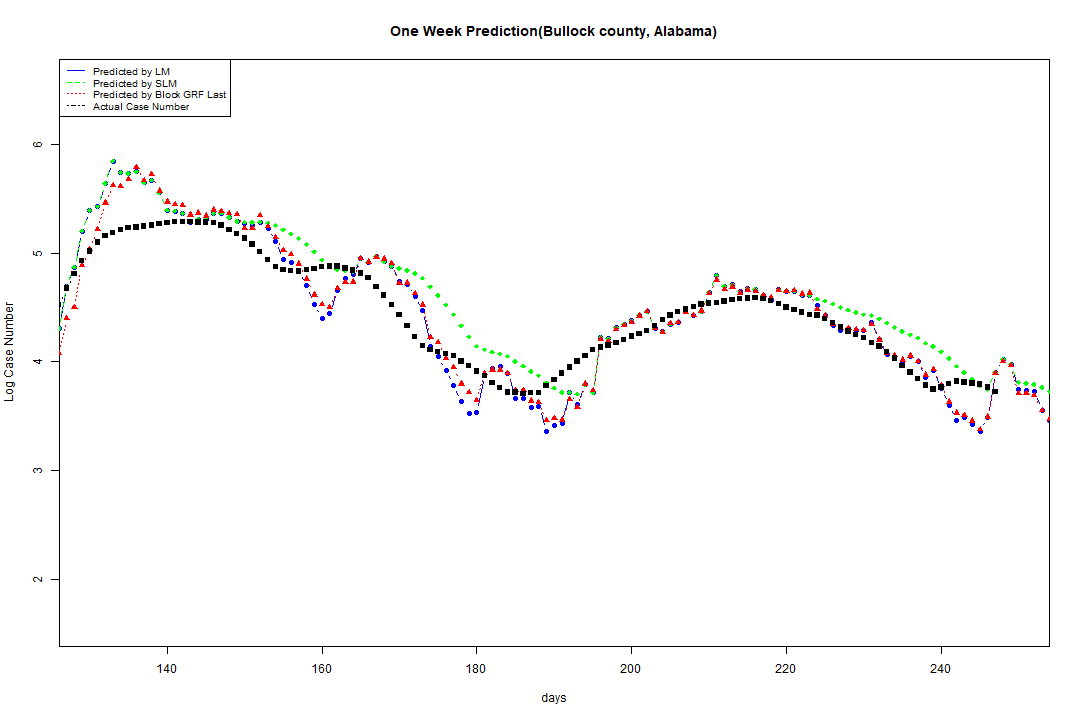 One Week Prediction(Bullock county, Alabama)
Predicted by LM
Predicted by SLM
Predicted by Block GRF Last
Actual Case Number
6
5
4
3
2
Log Case Number
140 160 180 200 220 240
days